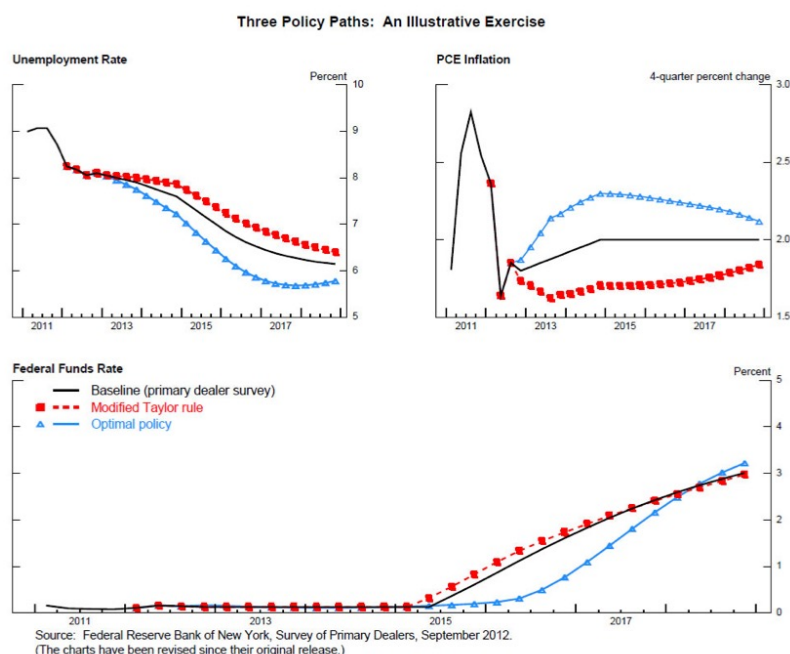 Three Policy Paths: An Illustrative Exercise
Unemployment Rate
Percent
10
9
8
7
6
5
2011 2013 2015 2017
PCE Inflation
4-quarter percent change
3.0
2.5
2.0
1.5
2011 2013 2015 2017
Federal Funds Rate
Percent
Baseline (primary dealer survey)
Modified Taylor rule
Optimal policy
5
4
3
2
1
0
2011 2013 2015 2017
Source: Federal Reserve Bank of New York, Survey of Primary Dealers, September 2012.
(The charts have been revised since their original release.)